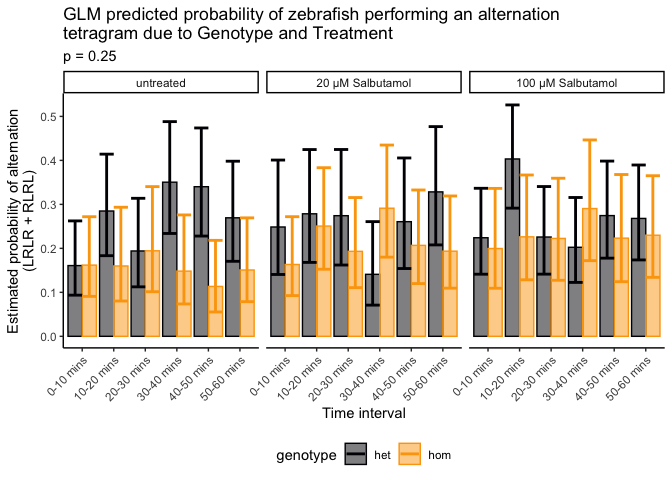 GLM predicted probability of zebrafish performing an alternation
tetragram due to Genotype and Treatment
p = 0.25
untreated
20 µM Salbutamol
100 µM Salbutamol
Estimated probability of alternation
(LRLR + RLRL)
0.5
0.4
0.3
0.2
0.1
0.0
0-10 mins
10-20 mins
20-30 mins
30-40 mins
40-50 mins
50-60 mins
0-10 mins
10-20 mins
20-30 mins
30-40 mins
40-50 mins
50-60 mins
0-10 mins
10-20 mins
20-30 mins
30-40 mins
40-50 mins
50-60 mins
Time interval
genotype het hom